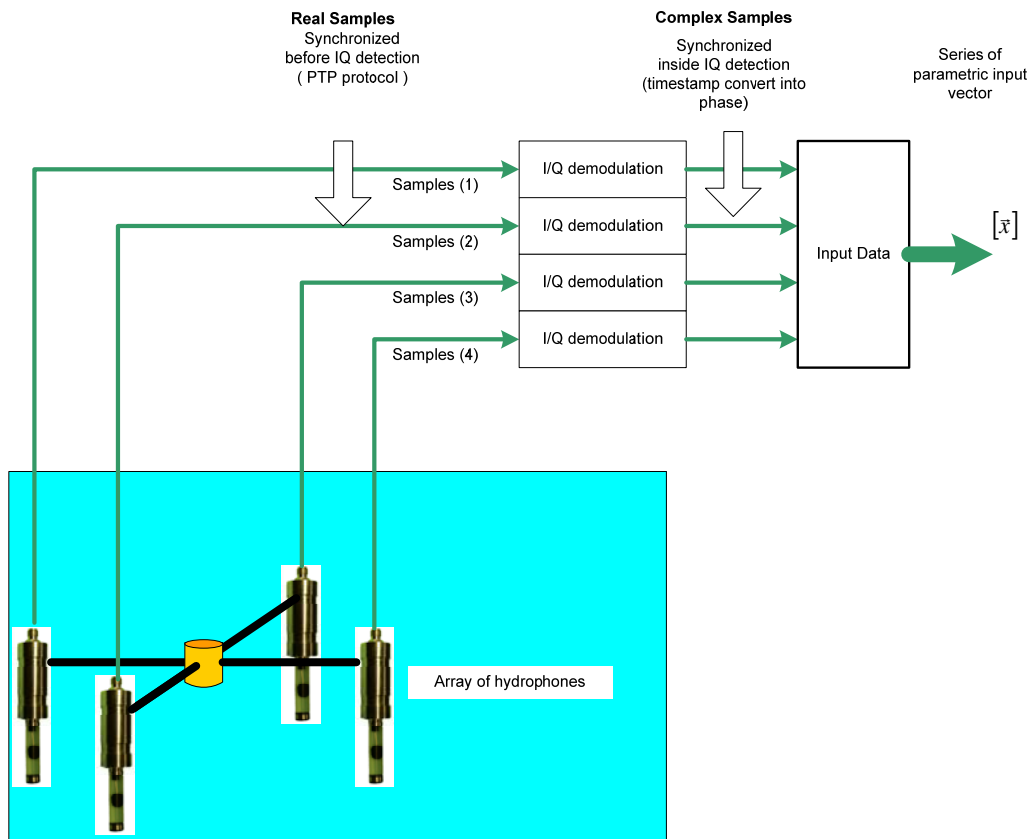 Real Samples
Synchronized
before IQ detection
( PTP protocol )
Complex Samples
Synchronized
inside IQ detection
(timestamp convert into
phase)
Series of
parametric input
vector
Samples (1)
I/Q demodulation
Samples (2)
I/Q demodulation
Samples (3)
I/Q demodulation
Samples (4)
I/Q demodulation
Input Data
[x⃗]
Array of hydrophones